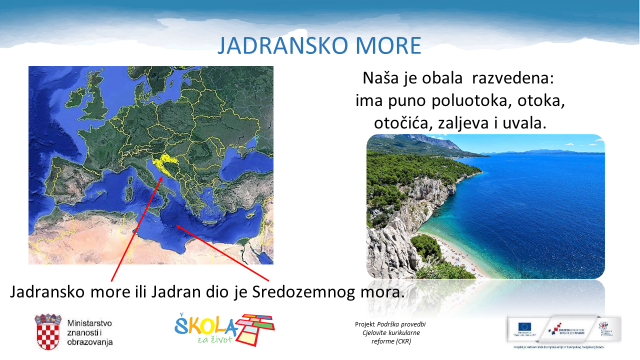 JADRANSKO MORE
Naša je obala razvedena:
ima puno poluotoka, otoka,
otočića, zaljeva i uvala.
Jadransko more ili Jadran dio je Sredozemnog mora.
Ministarstvo
znanosti i
obrazovanja
ŠKOLA
za život
Projekt Podrška provedbi
Cjelovite kurikularne
reforme (CKR)